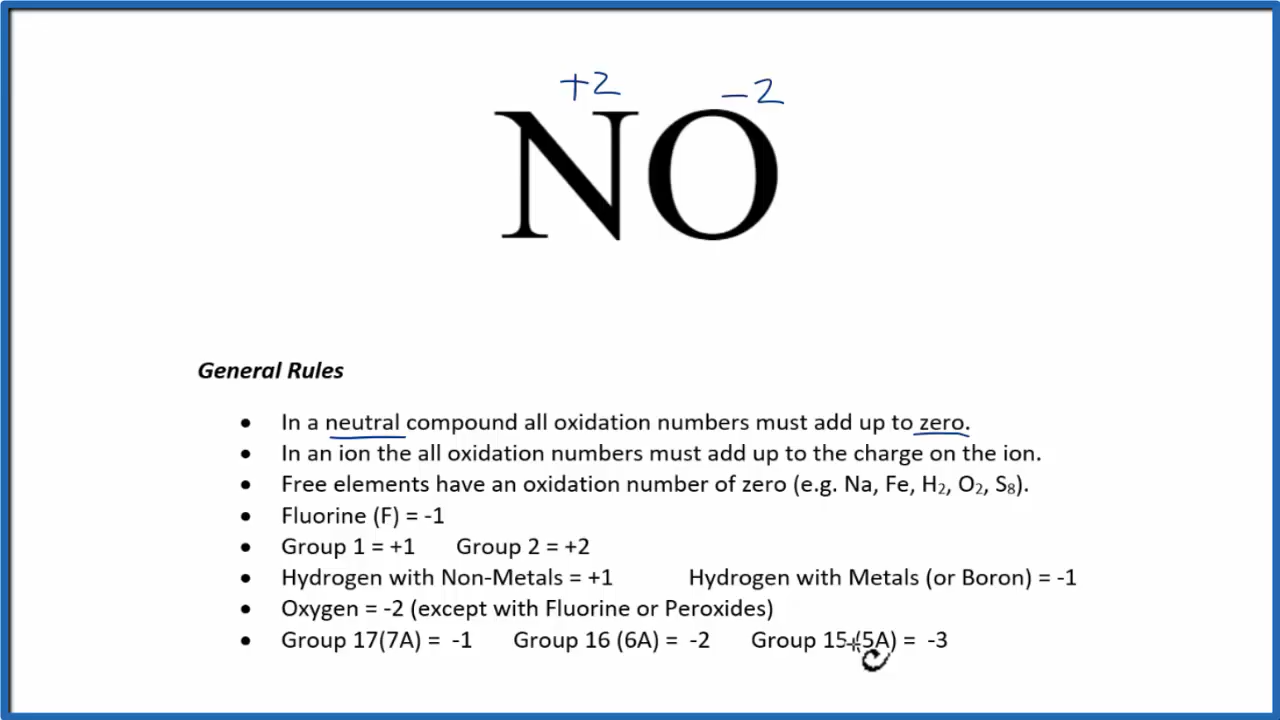 +2 -2
NO
General Rules
• In a neutral compound all oxidation numbers must add up to zero.
• In an ion the all oxidation numbers must add up to the charge on the ion.
• Free elements have an oxidation number of zero (e.g. Na, Fe, H₂, O₂, S₈).
• Fluorine (F) = -1
• Group 1 = +1 Group 2 = +2
• Hydrogen with Non-Metals = +1 Hydrogen with Metals (or Boron) = -1
• Oxygen = -2 (except with Fluorine or Peroxides)
• Group 17(7A) = -1 Group 16 (6A) = -2 Group 15 (5A) = -3